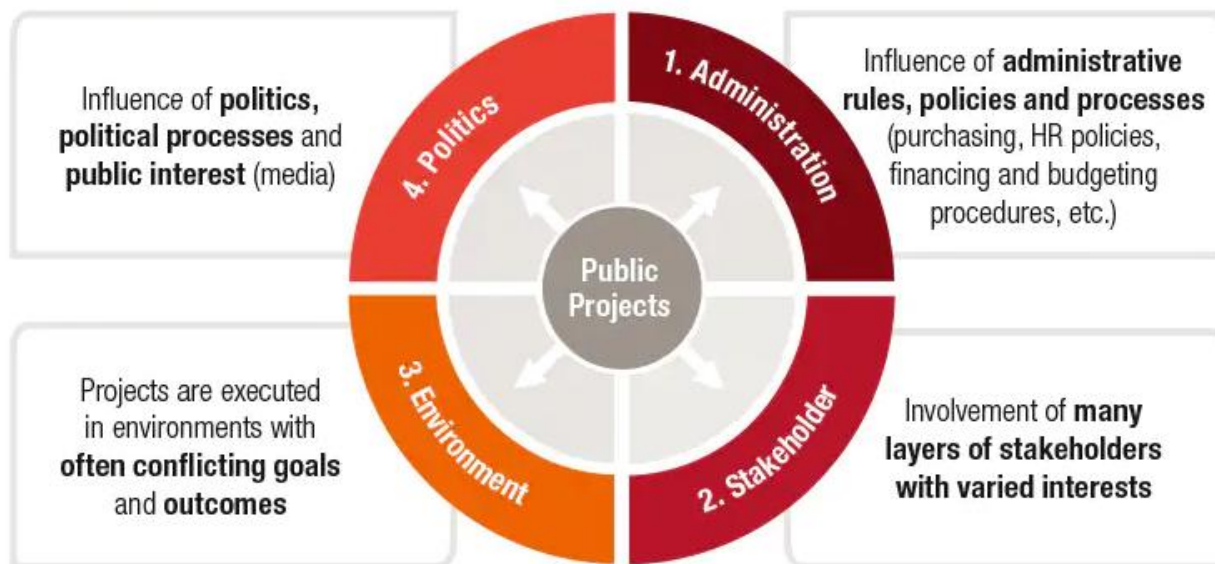 Influence of politics,
political processes and
public interest (media)
4. Politics
1. Administration
Influence of administrative
rules, policies and processes
(purchasing, HR policies,
financing and budgeting
procedures, etc.)
Public
Projects
Projects are executed
in environments with
often conflicting goals
and outcomes
3. Environment
2. Stakeholder
Involvement of many
layers of stakeholders
with varied interests